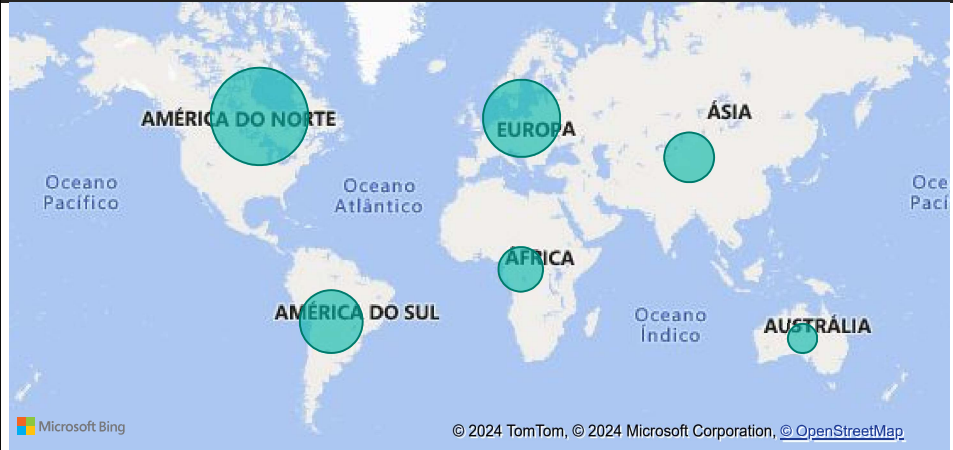 ÁSIA
AMÉRICA DO NORTE
EUROPA
Oceano
Pacífico
Oceano
Atlântico
Oce
Pací
ÁFRICA
AMÉRICA DO SUL
Oceano
Índico
AUSTRÁLIA
Microsoft Bing
© 2024 TomTom, © 2024 Microsoft Corporation, © OpenStreetMap